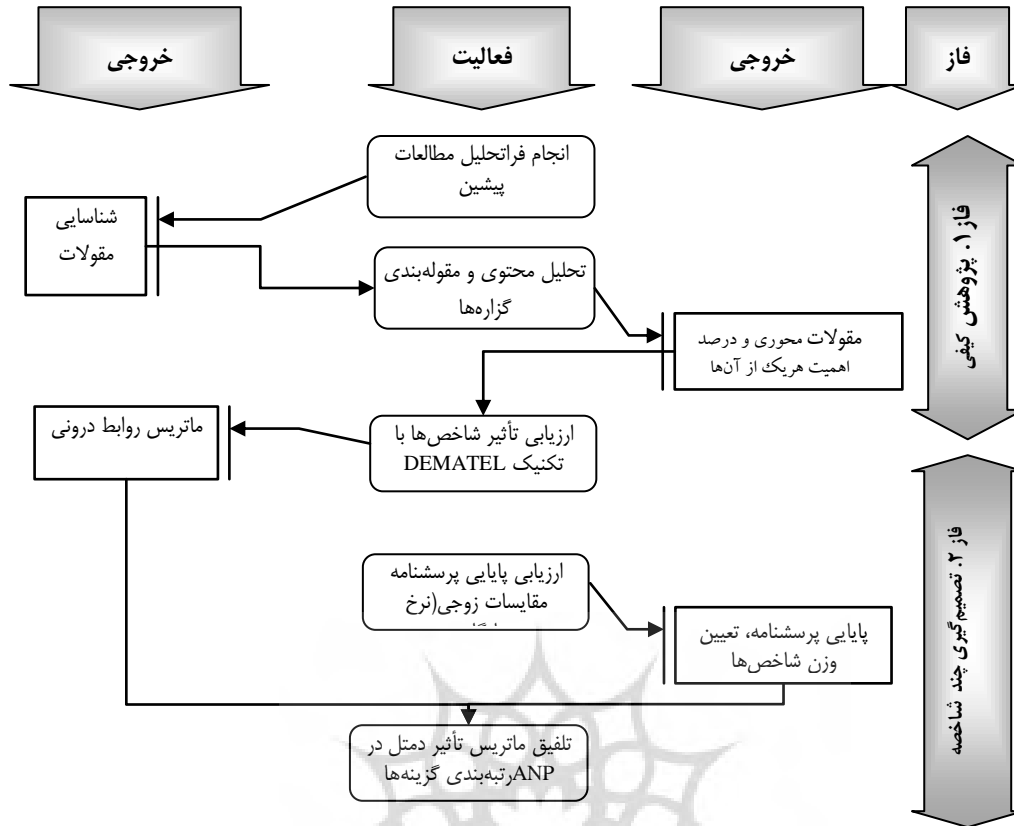 فاز
خروجی
فعالیت
خروجی
انجام فراتحلیل مطالعات
پیشین
شناسایی
مقولات
تحلیل محتوی و مقوله‌بندی
گزاره‌ها
مقولات محوری و درصد
اهمیت هریک از آن‌ها
فاز ۱. پژوهش کیفی
ارزیابی تأثیر شاخص‌ها با
تکنیک DEMATEL
ماتریس روابط درونی
ارزیابی پایایی پرسشنامه
مقایسات زوجی(نرخ
پایایی پرسشنامه، تعیین
وزن شاخص‌ها
تلفیق ماتریس تأثیر دمتل در
ANPرتبه‌بندی گزینه‌ها
فاز ۲. تصمیم‌گیری چند شاخصه